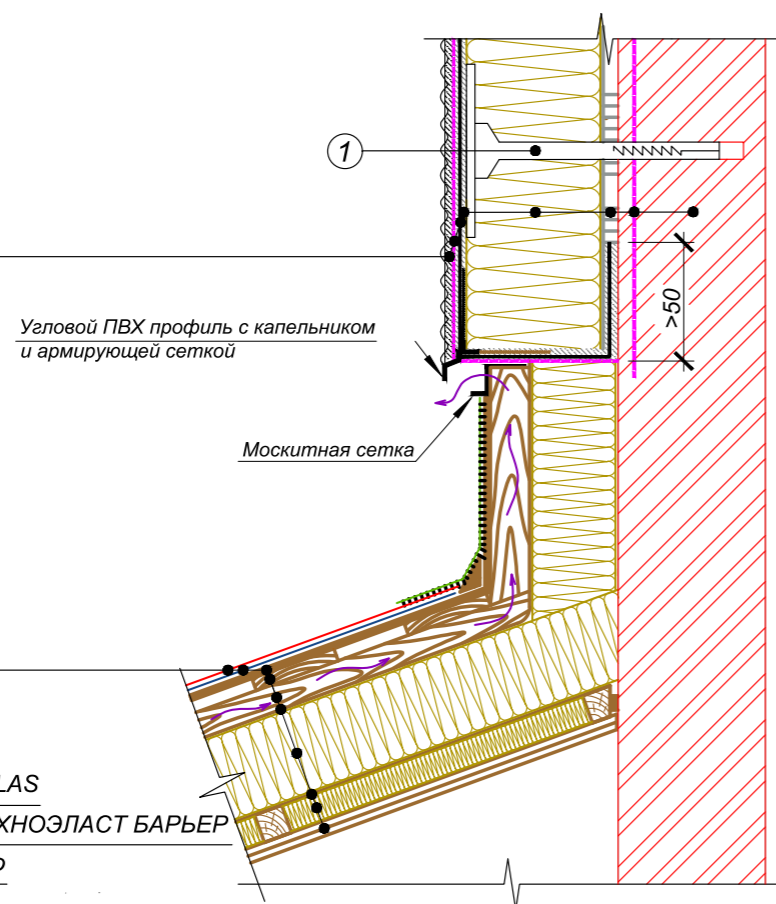 1
Угловой ПВХ профиль с капельником
и армирующей сеткой
>50
Москитная сетка
LAS
ХНОЭЛАСТ БАРЬЕР